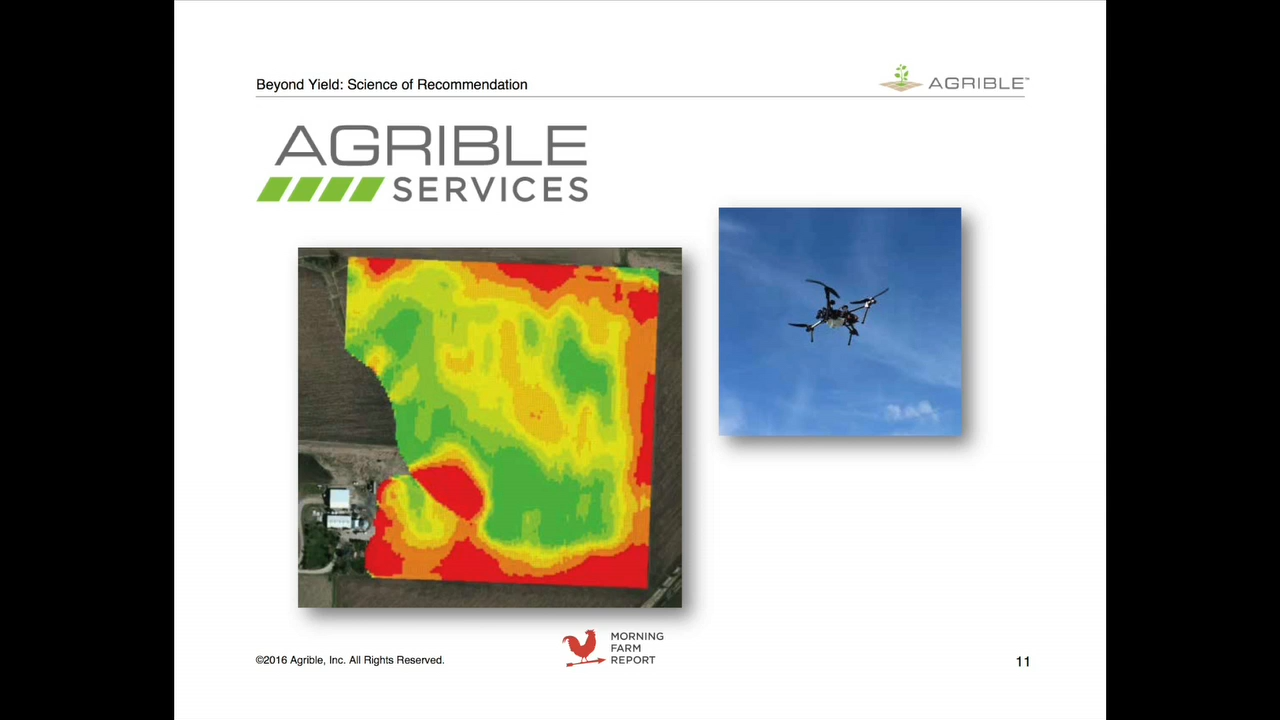 Beyond Yield: Science of Recommendation
AGRIBLE™
AGRIBLE
SERVICES
©2016 Agrible, Inc. All Rights Reserved.
MORNING
FARM
REPORT
11